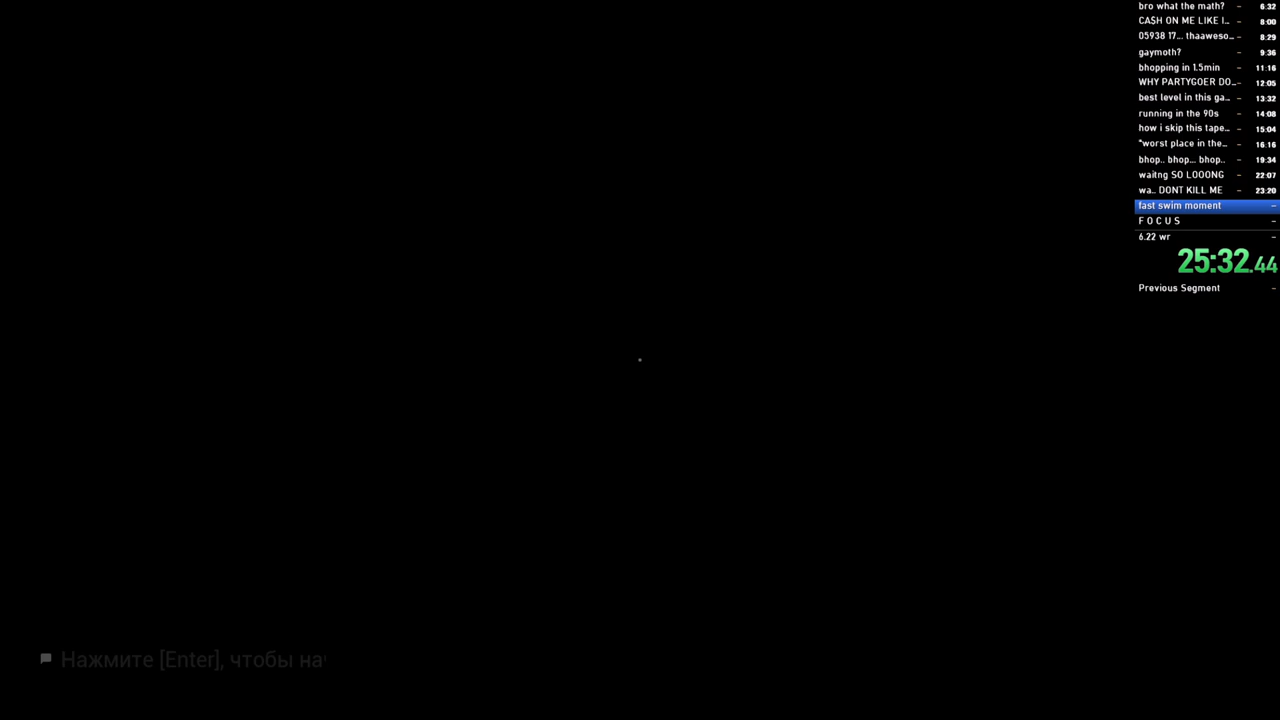 bro what the math? – 6:32
CA$H ON ME LIKE I... – 8:00
05938 17... thaaweso... – 8:29
gaymoth? – 9:36
bhopping in 1.5min – 11:16
WHY PARTYGOER DO... – 12:05
best level in this ga... – 13:32
running in the 90s – 14:08
how i skip this tape... – 15:04
*worst place in the... – 16:16
bhop.. bhop... bhop.. – 19:34
waitng SO LOOONG – 22:07
wa.. DONT KILL ME – 23:20
fast swim moment –
F O C U S –
6.22 wr –
25:32.44
Previous Segment –
Нажмите [Enter], чтобы на